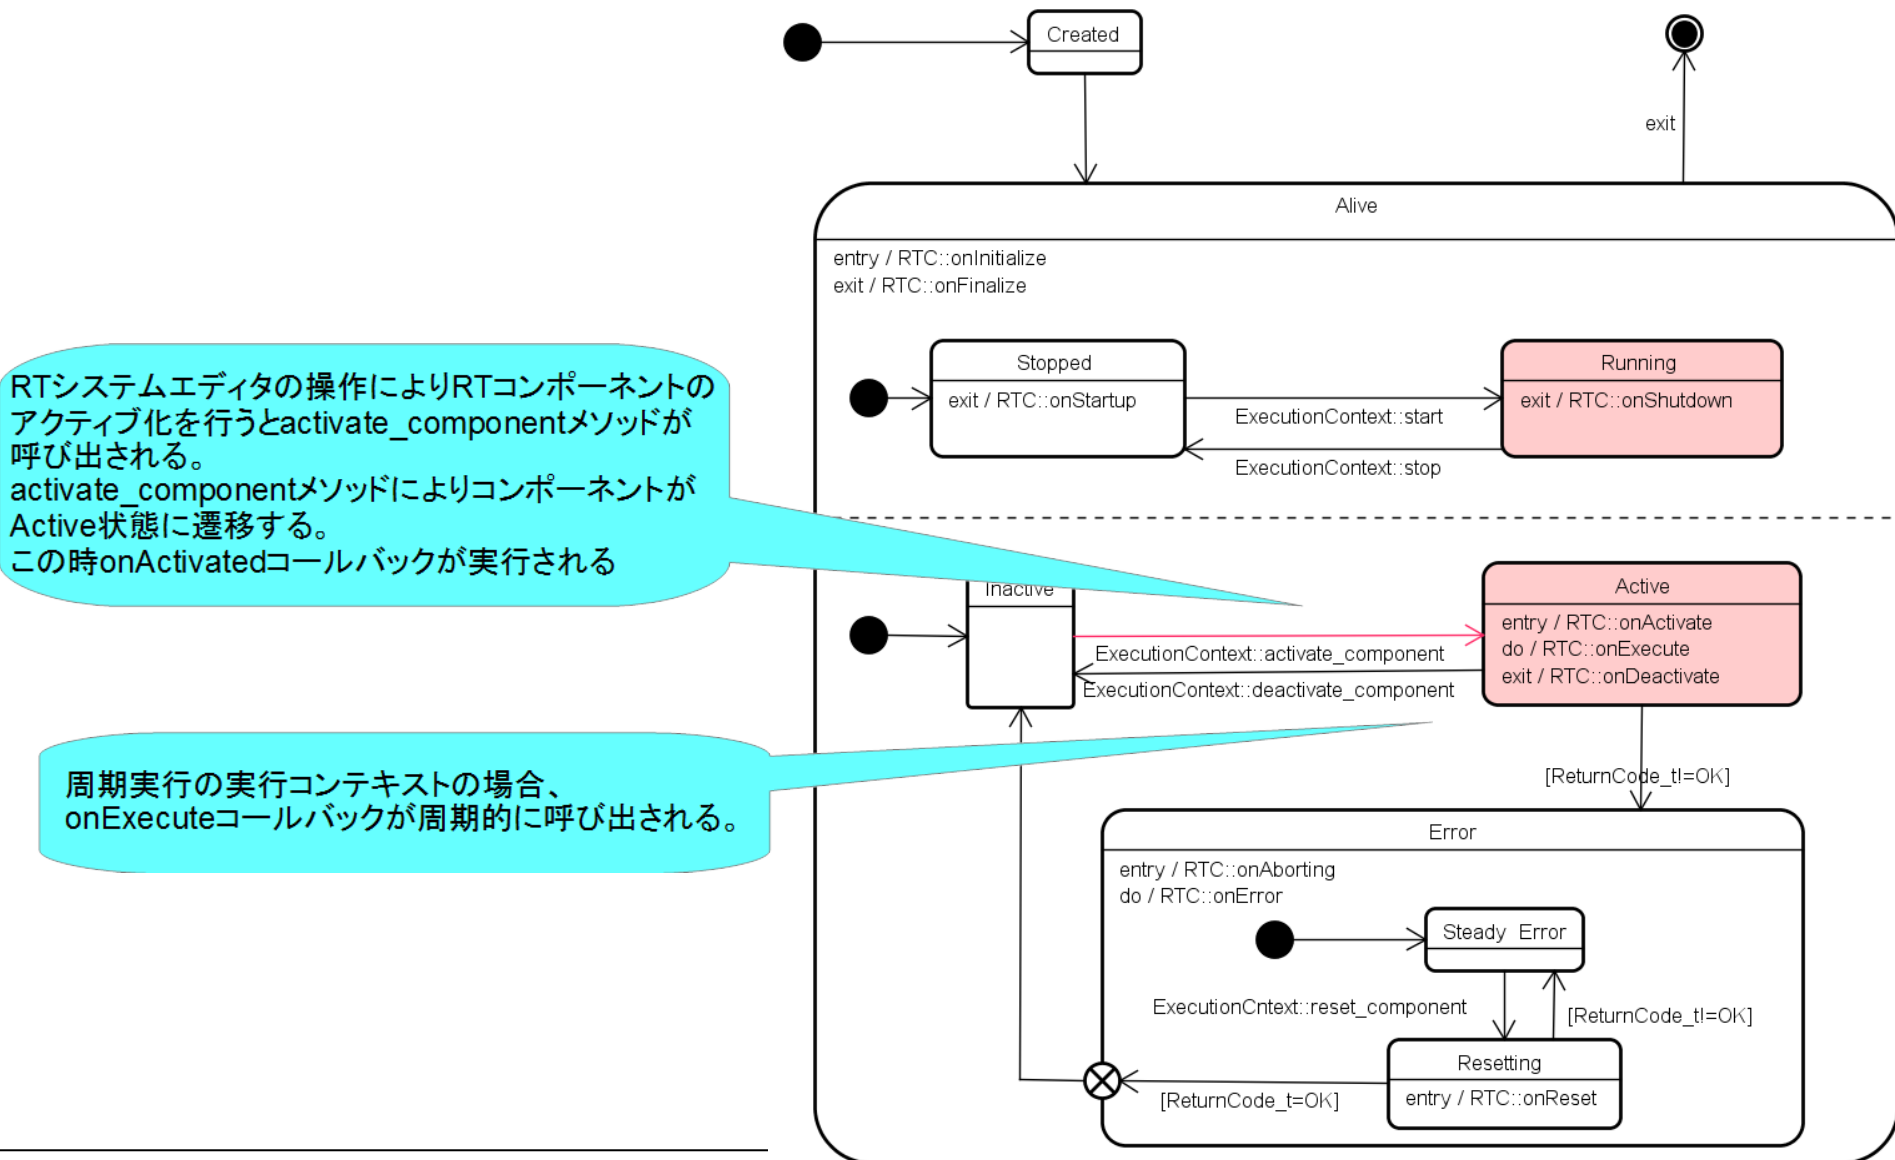 Created
exit
Alive
entry / RTC::onInitialize
exit / RTC::onFinalize
Stopped
exit / RTC::onStartup
ExecutionContext::start
ExecutionContext::stop
Running
exit / RTC::onShutdown
RTシステムエディタの操作によりRTコンポーネントの
アクティブ化を行うとactivate_componentメソッドが
呼び出される。
activate_componentメソッドによりコンポーネントが
Active状態に遷移する。
この時onActivatedコールバックが実行される
Inactive
ExecutionContext::activate_component
ExecutionContext::deactivate_component
Active
entry / RTC::onActivate
do / RTC::onExecute
exit / RTC::onDeactivate
周期実行の実行コンテキストの場合、
onExecuteコールバックが周期的に呼び出される。
[ReturnCode_t!=OK]
Error
entry / RTC::onAborting
do / RTC::onError
Steady Error
ExecutionCntext::reset_component
[ReturnCode_t!=OK]
Resetting
entry / RTC::onReset
[ReturnCode_t=OK]